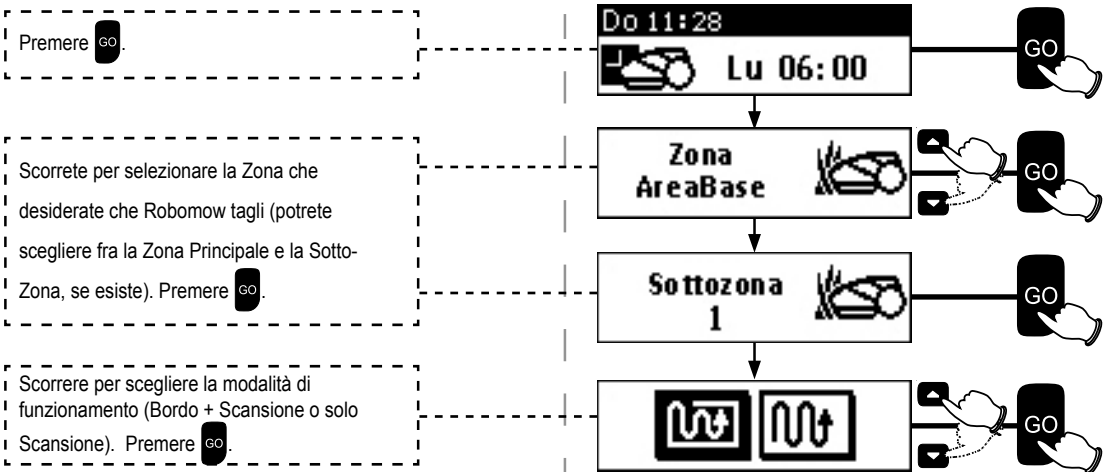 Premere GO.
Do 11:28
Lu 06:00
GO
Scorrete per selezionare la Zona che
desiderate che Robomow tagli (potrete
scegliere fra la Zona Principale e la Sotto-
Zona, se esiste). Premere GO.
Zona
AreaBase
GO
Sottozona
1
GO
Scorrere per scegliere la modalità di
funzionamento (Bordo + Scansione o solo
Scansione). Premere GO.
GO